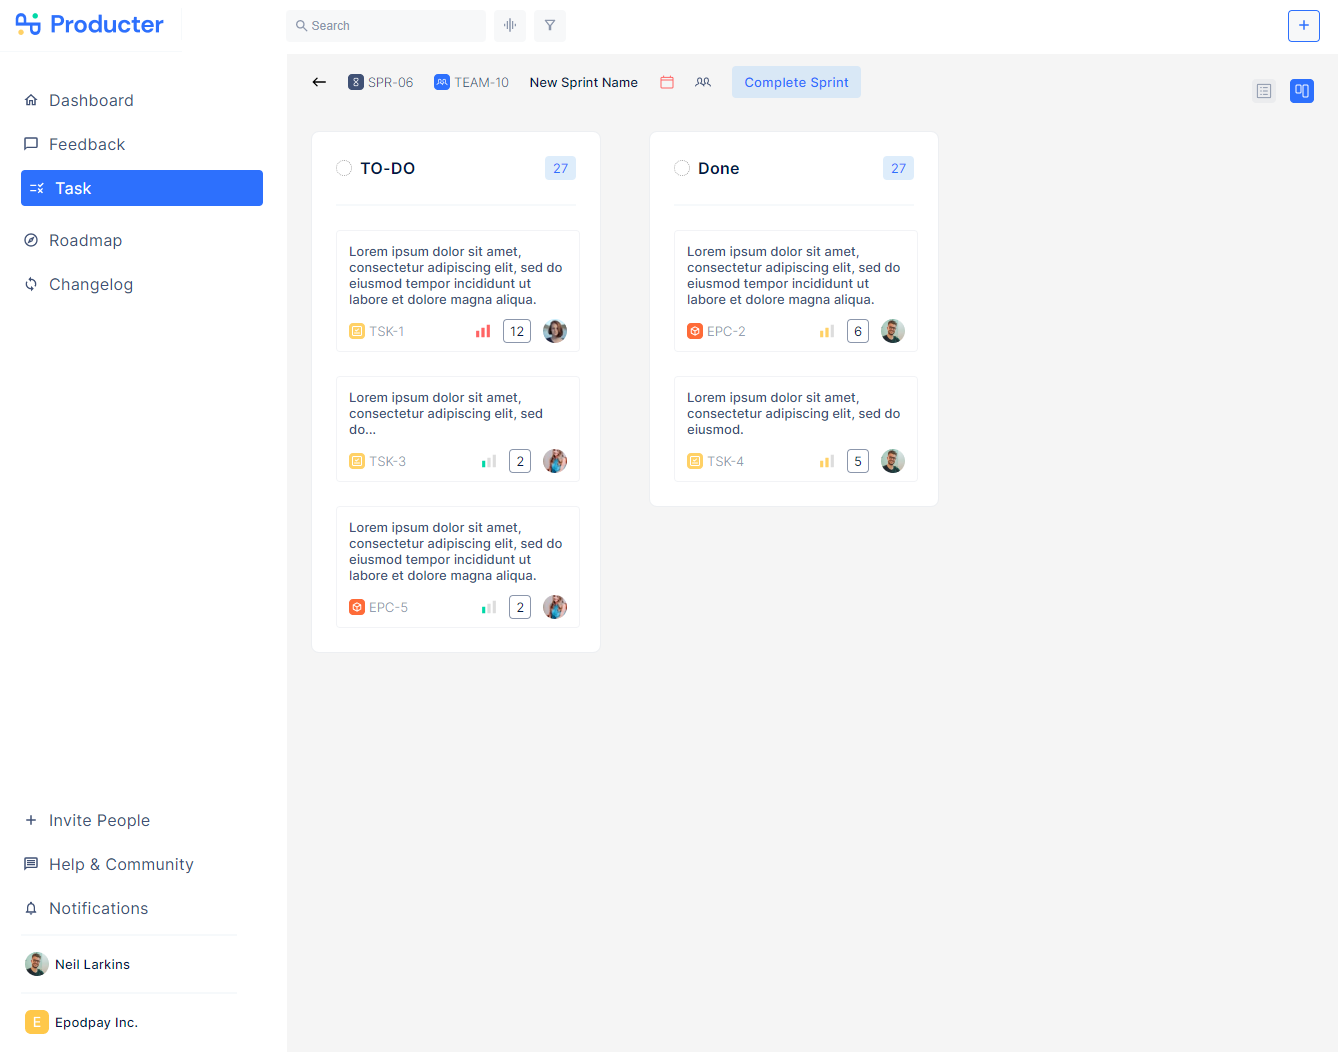 Producter
Search
+
Dashboard
Feedback
Task
Roadmap
Changelog
Invite People
Help & Community
Notifications
Neil Larkins
E Epodpay Inc.
SPR-06 TEAM-10 New Sprint Name Complete Sprint
TO-DO 27
Lorem ipsum dolor sit amet,
consectetur adipiscing elit, sed do
eiusmod tempor incididunt ut
labore et dolore magna aliqua.
TSK-1 12
Lorem ipsum dolor sit amet,
consectetur adipiscing elit, sed
do...
TSK-3 2
Lorem ipsum dolor sit amet,
consectetur adipiscing elit, sed do
eiusmod tempor incididunt ut
labore et dolore magna aliqua.
EPC-5 2
Done 27
Lorem ipsum dolor sit amet,
consectetur adipiscing elit, sed do
eiusmod tempor incididunt ut
labore et dolore magna aliqua.
EPC-2 6
Lorem ipsum dolor sit amet,
consectetur adipiscing elit, sed do
eiusmod.
TSK-4 5